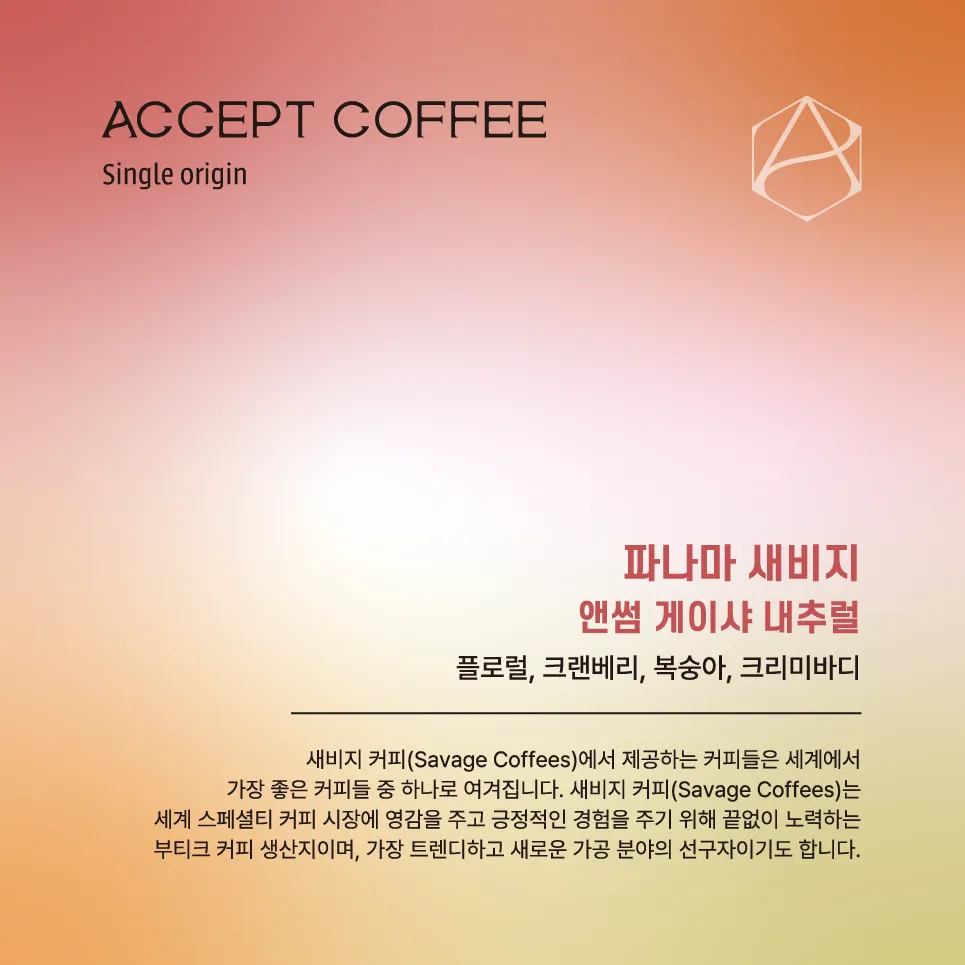 ACCEPT COFFEE
Single origin
파나마 새비지
앤썸 게이샤 내추럴
플로럴, 크랜베리, 복숭아, 크리미바디
새비지 커피(Savage Coffees)에서 제공하는 커피들은 세계에서
가장 좋은 커피들 중 하나로 여겨집니다. 새비지 커피(Savage Coffees)는
세계 스페셜티 커피 시장에 영감을 주고 긍정적인 경험을 주기 위해 끝없이 노력하는
부티크 커피 생산지이며, 가장 트렌디하고 새로운 가공 분야의 선구자이기도 합니다.